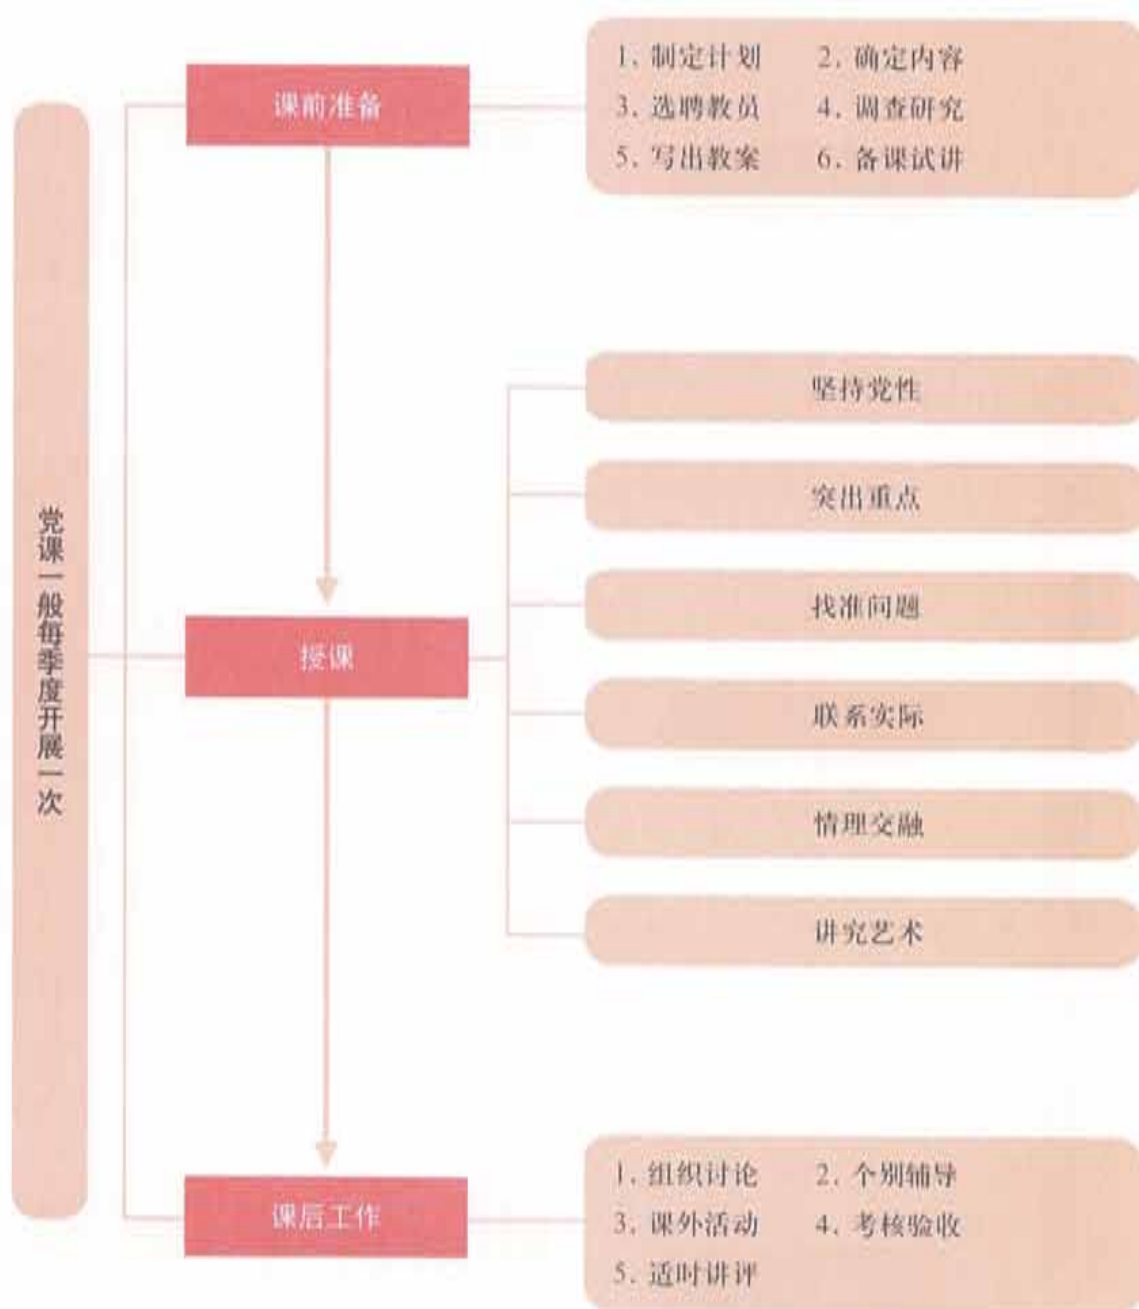 党课一般每季度开展一次
课前准备
1. 制定计划 2. 确定内容
3. 选聘教员 4. 调查研究
5. 写出教案 6. 备课试讲
授课
坚持党性
突出重点
找准问题
联系实际
情理交融
讲究艺术
课后工作
1. 组织讨论 2. 个别辅导
3. 课外活动 4. 考核验收
5. 适时讲评